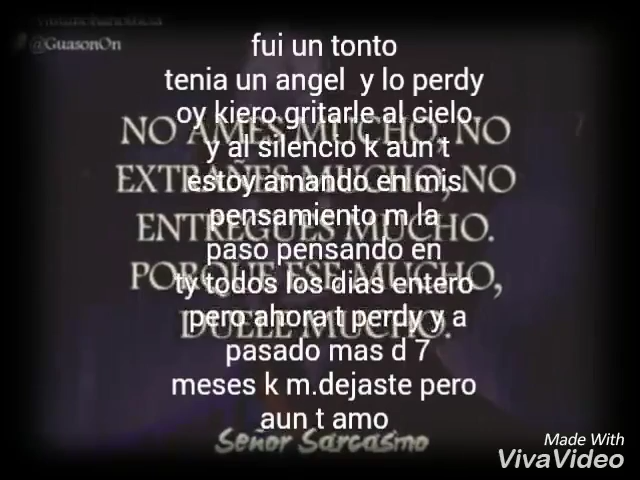 @GuasonOn
fui un tonto
tenia un angel y lo perdy
oy kiero gritarle al cielo
y al silencio k aun t
estoy amando en mis
pensamiento m la
paso pensando en
ty todos los dias entero
pero ahora t perdy y a
pasado mas d 7
meses k m.dejaste pero
aun t amo
NO AMES MUCHO, NO
EXTRAÑES MUCHO, NO
ENTREGUES MUCHO.
PORQUE ESE MUCHO,
DUELE MUCHO.
Señor Sarcasmo
Made With
VivaVideo